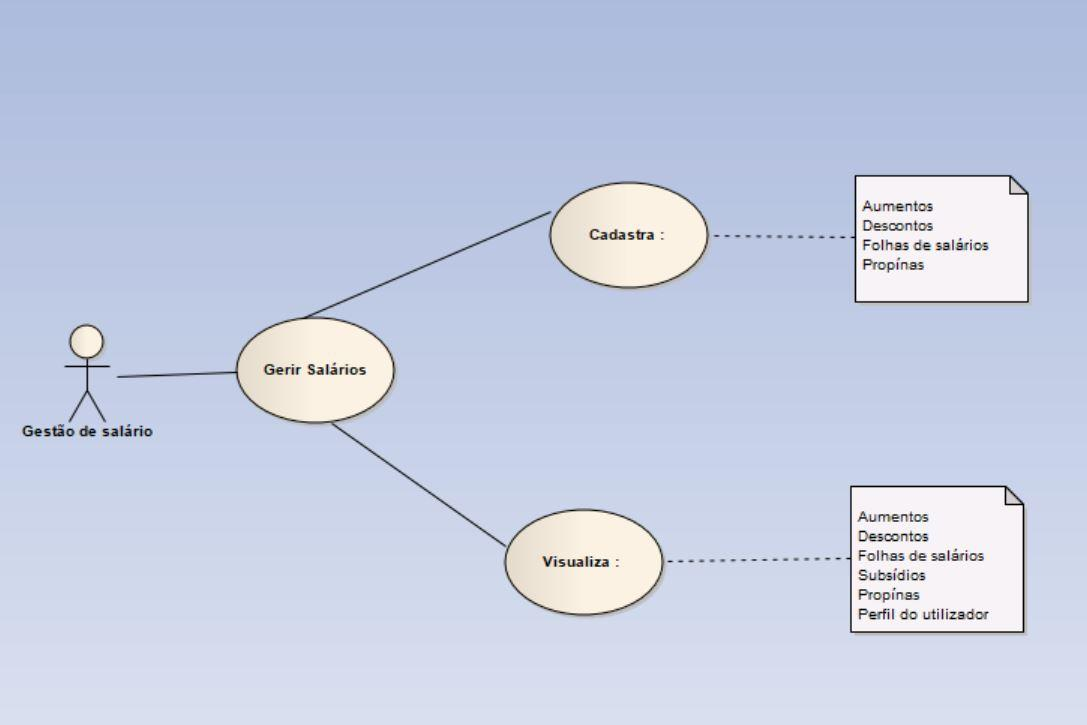 Cadastra :
Aumentos
Descontos
Folhas de salários
Propínas
Gerir Salários
Gestão de salário
Visualiza :
Aumentos
Descontos
Folhas de salários
Subsídios
Propínas
Perfil do utilizador